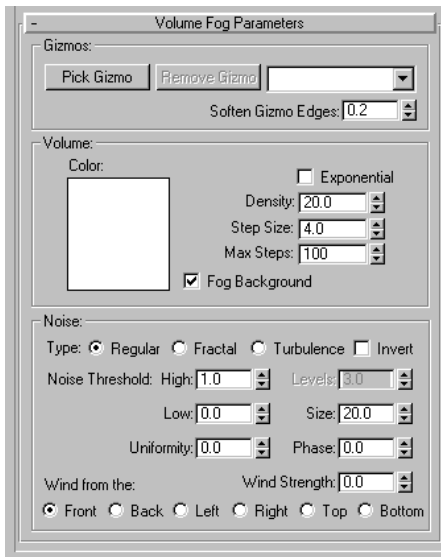 - Volume Fog Parameters
Gizmos:
Pick Gizmo Remove Gizmo
Soften Gizmo Edges: 0.2
Volume:
Color:
Exponential
Density: 20.0
Step Size: 4.0
Max Steps: 100
Fog Background
Noise:
Type: Regular Fractal Turbulence Invert
Noise Threshold: High: 1.0 Levels: 3.0
Low: 0.0 Size: 20.0
Uniformity: 0.0 Phase: 0.0
Wind from the: Wind Strength: 0.0
Front Back Left Right Top Bottom